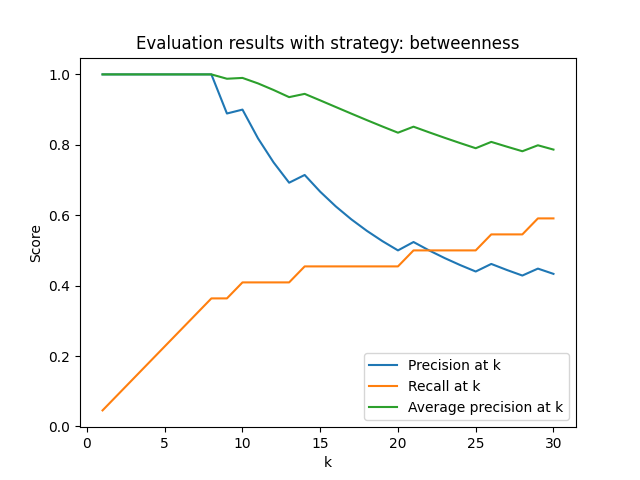 Evaluation results with strategy: betweenness
1.0
0.8
0.6
0.4
0.2
0.0
Score
0 5 10 15 20 25 30
k
Precision at k
Recall at k
Average precision at k